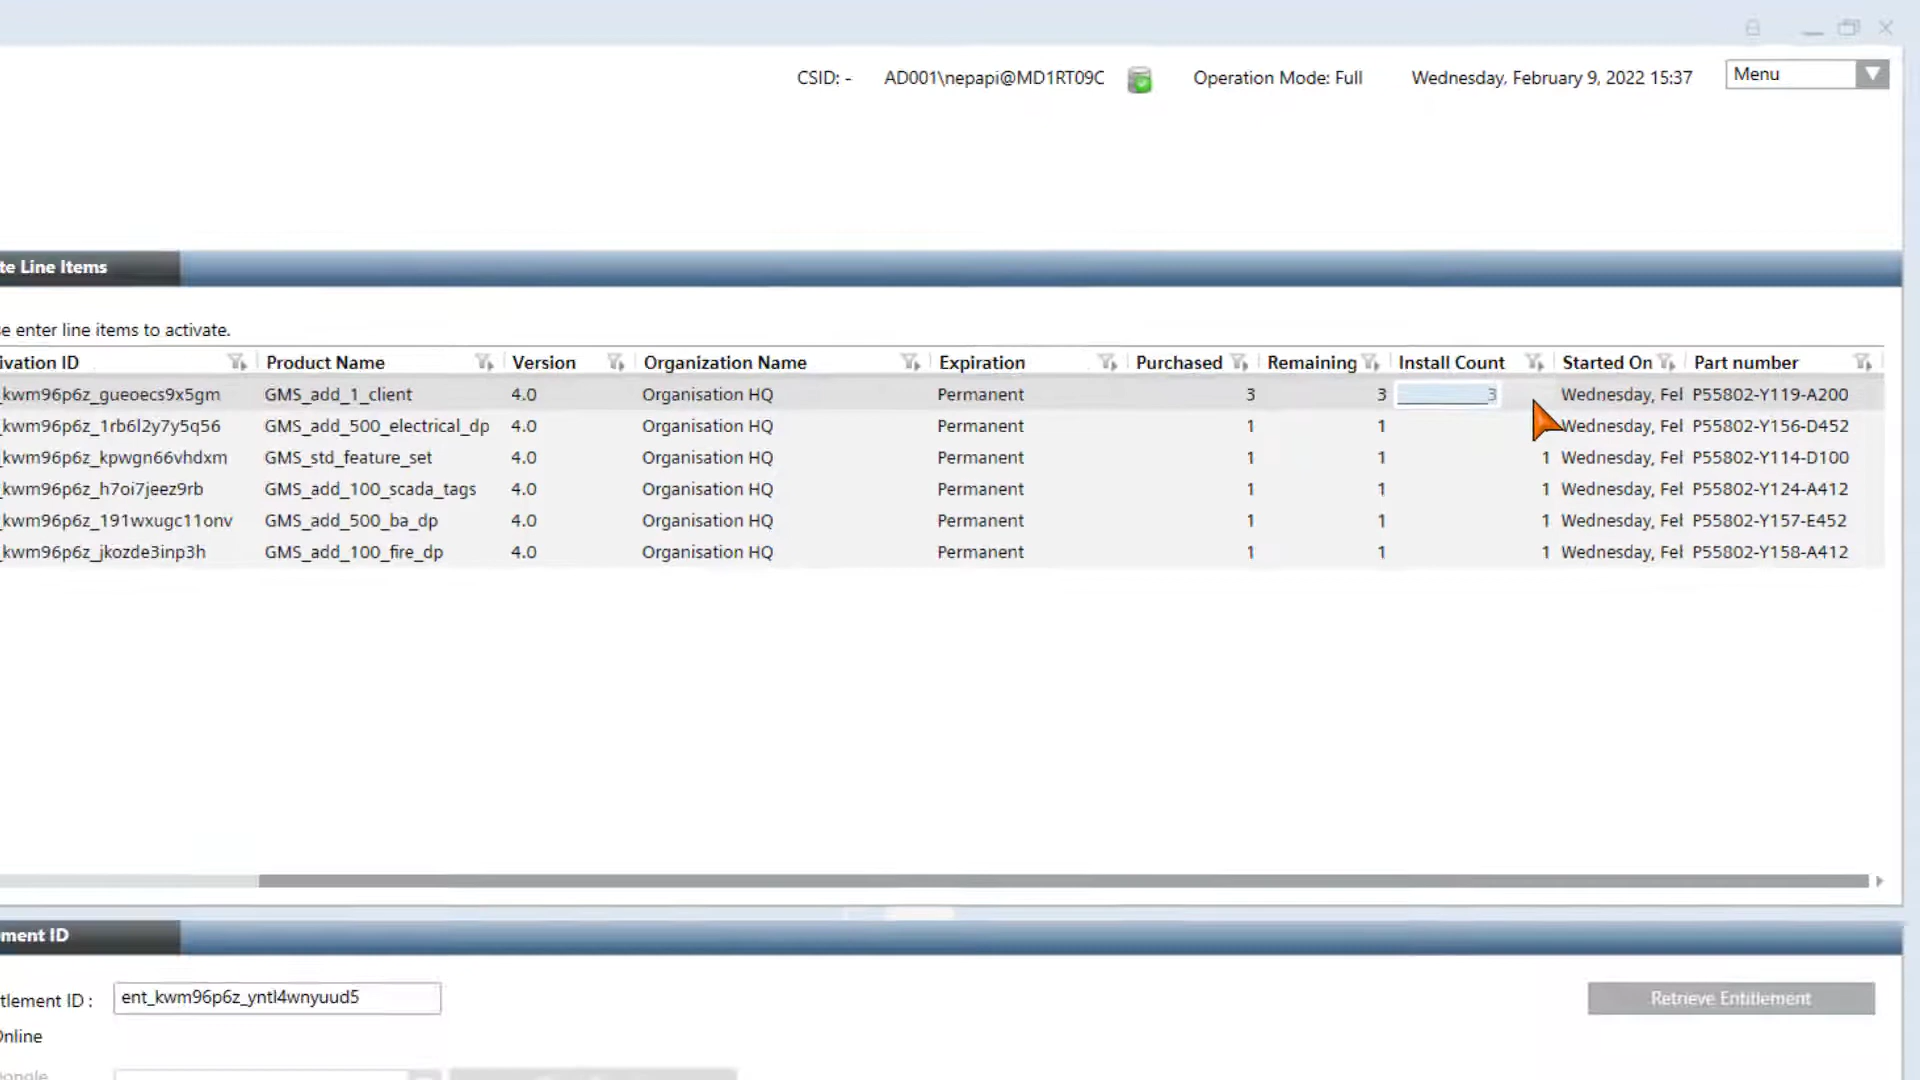 CSID: - AD001\nepapi@MD1RT09C Operation Mode: Full Wednesday, February 9, 2022 15:37 Menu
te Line Items
e enter line items to activate.
ivation ID Product Name Version Organization Name Expiration Purchased Remaining Install Count Started On Part number
kwm96p6z_gueoecs9x5gm GMS_add_1_client 4.0 Organisation HQ Permanent 3 3 3 Wednesday, Fel P55802-Y119-A200
kwm96p6z_1rb6l2y7y5q56 GMS_add_500_electrical_dp 4.0 Organisation HQ Permanent 1 1 Wednesday, Fel P55802-Y156-D452
kwm96p6z_kpwgn66vhdxm GMS_std_feature_set 4.0 Organisation HQ Permanent 1 1 1 Wednesday, Fel P55802-Y114-D100
kwm96p6z_h7oi7jeez9rb GMS_add_100_scada_tags 4.0 Organisation HQ Permanent 1 1 1 Wednesday, Fel P55802-Y124-A412
kwm96p6z_191wxugc11onv GMS_add_500_ba_dp 4.0 Organisation HQ Permanent 1 1 1 Wednesday, Fel P55802-Y157-E452
kwm96p6z_jkozde3inp3h GMS_add_100_fire_dp 4.0 Organisation HQ Permanent 1 1 1 Wednesday, Fel P55802-Y158-A412
ment ID
tlement ID : ent_kwm96p6z_yntl4wnyuud5 Retrieve Entitlement
Online